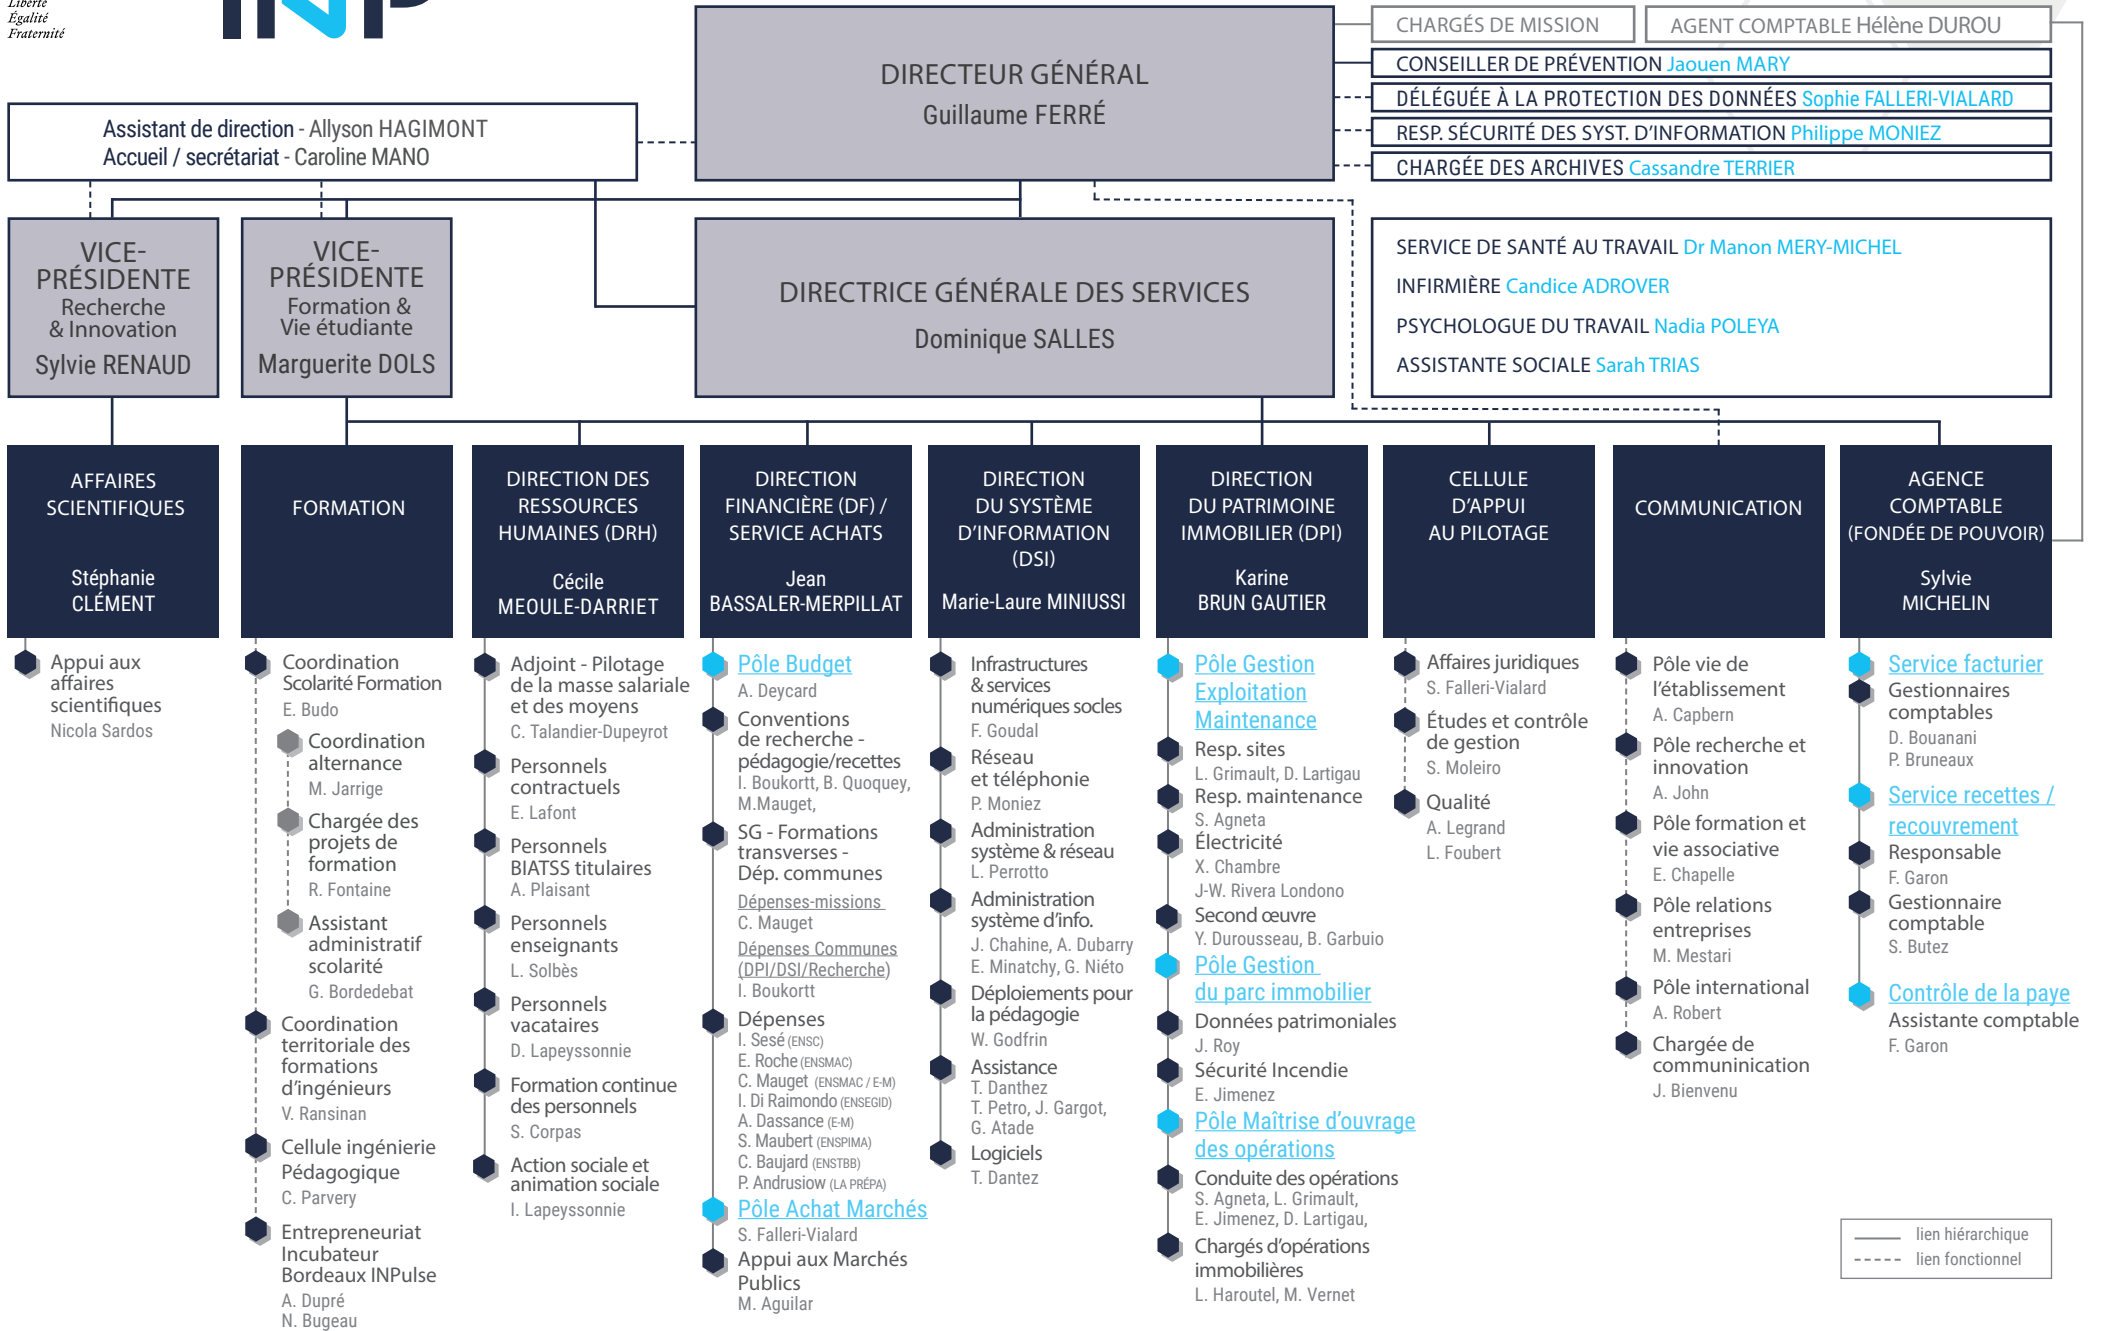 Liberté
Égalité
Fraternité
INP
DIRECTEUR GÉNÉRAL
Guillaume FERRÉ
CHARGÉS DE MISSION
AGENT COMPTABLE Hélène DUROU
CONSEILLER DE PRÉVENTION Jaouen MARY
DÉLÉGUÉE À LA PROTECTION DES DONNÉES Sophie FALLERI-VIALARD
RESP. SÉCURITÉ DES SYST. D'INFORMATION Philippe MONIEZ
CHARGÉE DES ARCHIVES Cassandre TERRIER
Assistant de direction - Allyson HAGIMONT
Accueil / secrétariat - Caroline MANO
VICE-
PRÉSIDENTE
Recherche
& Innovation
Sylvie RENAUD
VICE-
PRÉSIDENTE
Formation &
Vie étudiante
Marguerite DOLS
DIRECTRICE GÉNÉRALE DES SERVICES
Dominique SALLES
SERVICE DE SANTÉ AU TRAVAIL Dr Manon MERY-MICHEL
INFIRMIÈRE Candice ADROVER
PSYCHOLOGUE DU TRAVAIL Nadia POLEYA
ASSISTANTE SOCIALE Sarah TRIAS
AFFAIRES
SCIENTIFIQUES
Stéphanie
CLÉMENT
Appui aux
affaires
scientifiques
Nicola Sardos
FORMATION
Coordination
Scolarité Formation
E. Budo
Coordination
alternance
M. Jarrige
Chargée des
projets de
formation
R. Fontaine
Assistant
administratif
scolarité
G. Bordedebat
Coordination
territoriale des
formations
d'ingénieurs
V. Ransinan
Cellule ingénierie
Pédagogique
C. Parvery
Entrepreneuriat
Incubateur
Bordeaux INPulse
A. Dupré
N. Bugeau
DIRECTION DES
RESSOURCES
HUMAINES (DRH)
Cécile
MEOULE-DARRIET
Adjoint - Pilotage
de la masse salariale
et des moyens
C. Talandier-Dupeyrot
Personnels
contractuels
E. Lafont
Personnels
BIATSS titulaires
A. Plaisant
Personnels
enseignants
L. Solbès
Personnels
vacataires
D. Lapeyssonnie
Formation continue
des personnels
S. Corpas
Action sociale et
animation sociale
I. Lapeyssonnie
DIRECTION
FINANCIÈRE (DF) /
SERVICE ACHATS
Jean
BASSALER-MERPILLAT
Pôle Budget
A. Deycard
Conventions
de recherche -
pédagogie/recettes
I. Boukortt, B. Quoquey,
M.Mauget,
SG - Formations
transverses -
Dép. communes
Dépenses-missions
C. Mauget
Dépenses Communes
(DPI/DSI/Recherche)
I. Boukortt
Dépenses
I. Sesé (ENSC)
E. Roche (ENSMAC)
C. Mauget (ENSMAC / E-M)
I. Di Raimondo (ENSEGID)
A. Dassance (E-M)
S. Maubert (ENSPIMA)
C. Baujard (ENSTBB)
P. Andrusiow (LA PRÉPA)
Pôle Achat Marchés
S. Falleri-Vialard
Appui aux Marchés
Publics
M. Aguilar
DIRECTION
DU SYSTÈME
D'INFORMATION
(DSI)
Marie-Laure MINIUSSI
Infrastructures
& services
numériques socles
F. Goudal
Réseau
et téléphonie
P. Moniez
Administration
système & réseau
L. Perrotto
Administration
système d'info.
J. Chahine, A. Dubarry
E. Minatchy, G. Niéto
Déploiements pour
la pédagogie
W. Godfrin
Assistance
T. Danthez
T. Petro, J. Gargot,
G. Atade
Logiciels
T. Dantez
DIRECTION
DU PATRIMOINE
IMMOBILIER (DPI)
Karine
BRUN GAUTIER
Pôle Gestion
Exploitation
Maintenance
Resp. sites
L. Grimault, D. Lartigau
Resp. maintenance
S. Agneta
Électricité
X. Chambre
J-W. Rivera Londono
Second œuvre
Y. Durousseau, B. Garbuio
Pôle Gestion
du parc immobilier
Données patrimoniales
J. Roy
Sécurité Incendie
E. Jimenez
Pôle Maîtrise d'ouvrage
des opérations
Conduite des opérations
S. Agneta, L. Grimault,
E. Jimenez, D. Lartigau,
Chargés d'opérations
immobilières
L. Haroutel, M. Vernet
CELLULE
D'APPUI
AU PILOTAGE
Affaires juridiques
S. Falleri-Vialard
Études et contrôle
de gestion
S. Moleiro
Qualité
A. Legrand
L. Foubert
COMMUNICATION
Pôle vie de
l'établissement
A. Capbern
Pôle recherche et
innovation
A. John
Pôle formation et
vie associative
E. Chapelle
Pôle relations
entreprises
M. Mestari
Pôle international
A. Robert
Chargée de
communinication
J. Bienvenu
AGENCE
COMPTABLE
(FONDÉE DE POUVOIR)
Sylvie
MICHELIN
Service facturier
Gestionnaires
comptables
D. Bouanani
P. Bruneaux
Service recettes /
recouvrement
Responsable
F. Garon
Gestionnaire
comptable
S. Butez
Contrôle de la paye
Assistante comptable
F. Garon
lien hiérarchique
lien fonctionnel